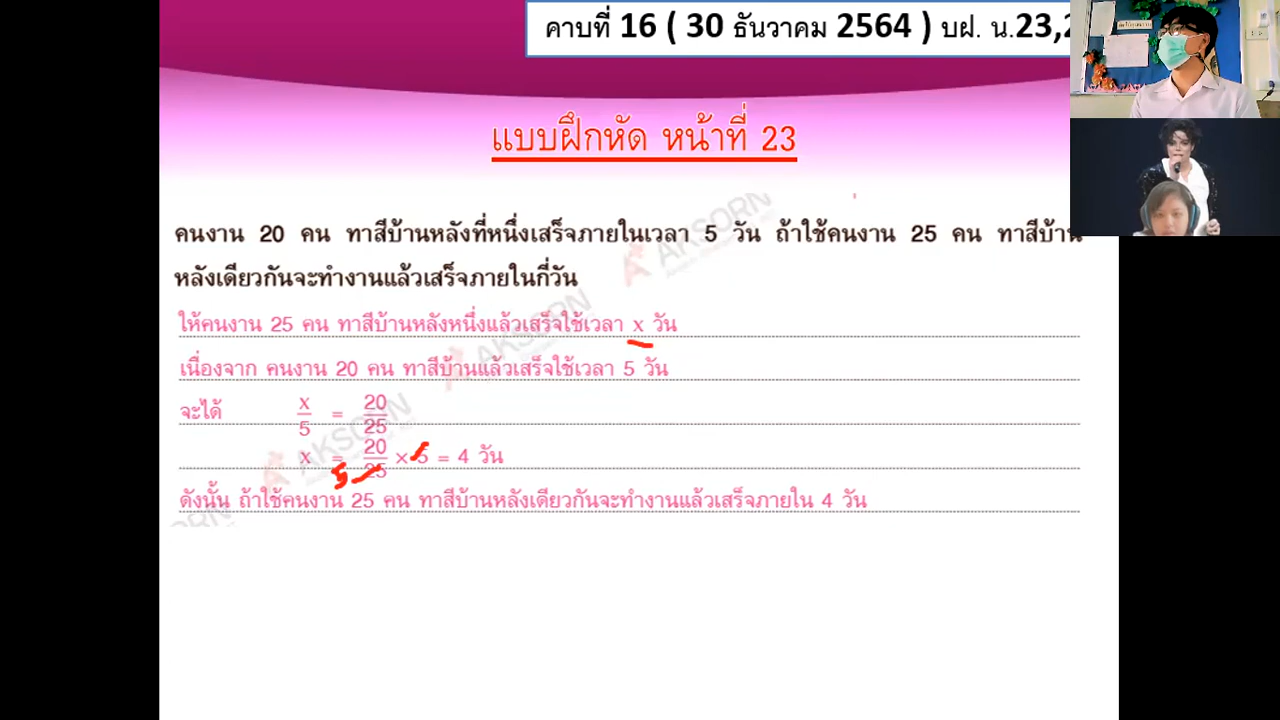 คาบที่ 16 ( 30 ธันวาคม 2564 ) บฝ. น.23,
แบบฝึกหัด หน้าที่ 23
คนงาน 20 คน ทาสีบ้านหลังที่หนึ่งเสร็จภายในเวลา 5 วัน ถ้าใช้คนงาน 25 คน ทาสีบ้าน
หลังเดียวกันจะทำงานแล้วเสร็จภายในกี่วัน
ให้คนงาน 25 คน ทาสีบ้านหลังหนึ่งแล้วเสร็จใช้เวลา x วัน
เนื่องจาก คนงาน 20 คน ทาสีบ้านแล้วเสร็จใช้เวลา 5 วัน
จะได้ x/5 = 20/25
x = 20/25 × 5 = 4 วัน
5
ดังนั้น ถ้าใช้คนงาน 25 คน ทาสีบ้านหลังเดียวกันจะทำงานแล้วเสร็จภายใน 4 วัน
AKSORN
AKSORN
AKSORN